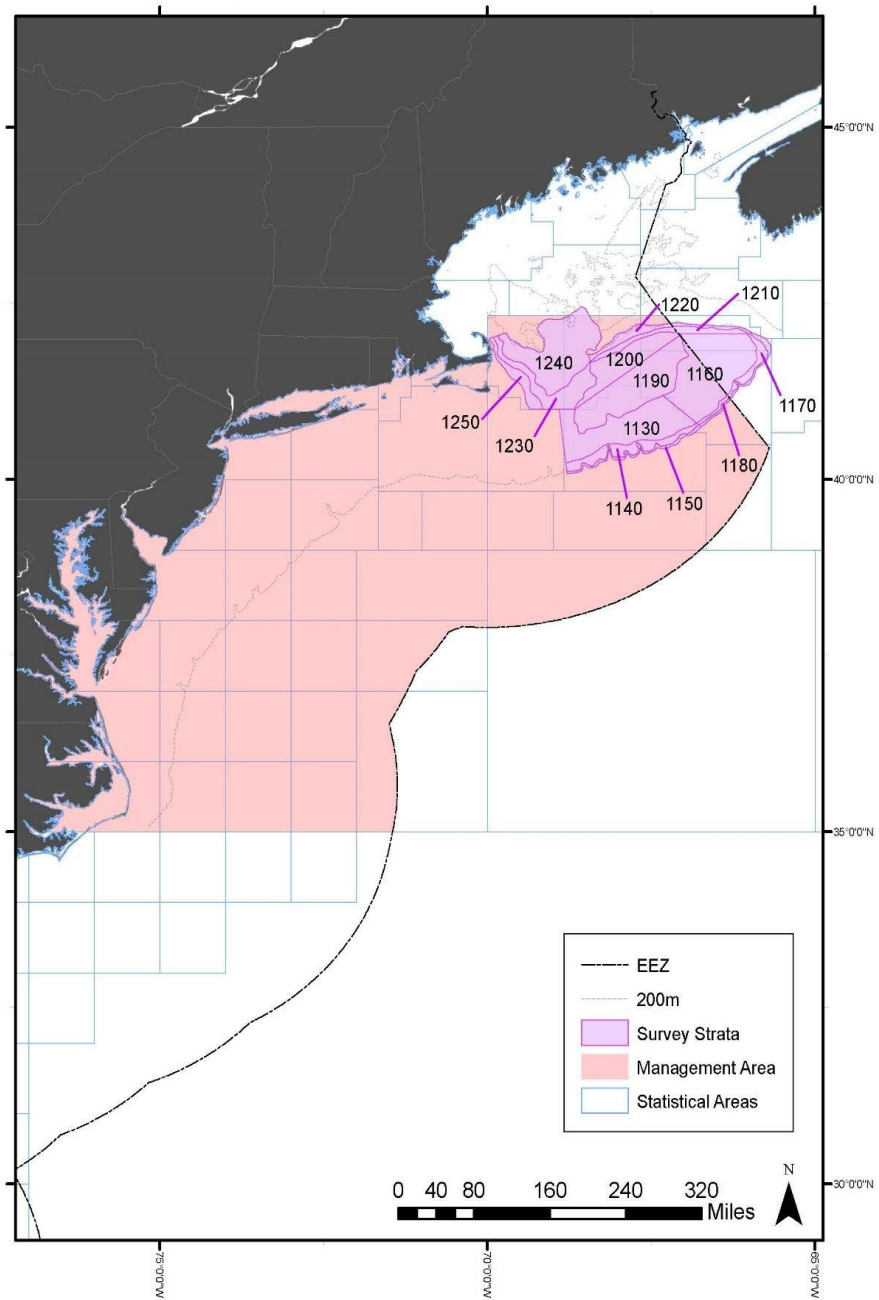 45°0'0"N
1210
1220
1240
1200
1160
1190
1250
1170
1130
1230
1180
40°0'0"N
1140
1150
35°0'0"N
EEZ
200m
Survey Strata
Management Area
Statistical Areas
N
30°0'0"N
0 40 80 160 240 320 Miles
75°0'0"W
70°0'0"W
65°0'0"W